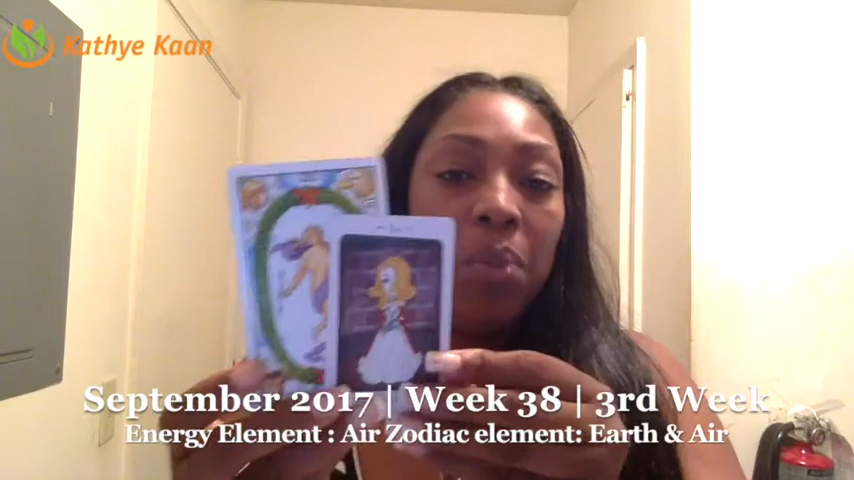 Kathye Kaan
September 2017 | Week 38 | 3rd Week
Energy Element : Air Zodiac element: Earth & Air